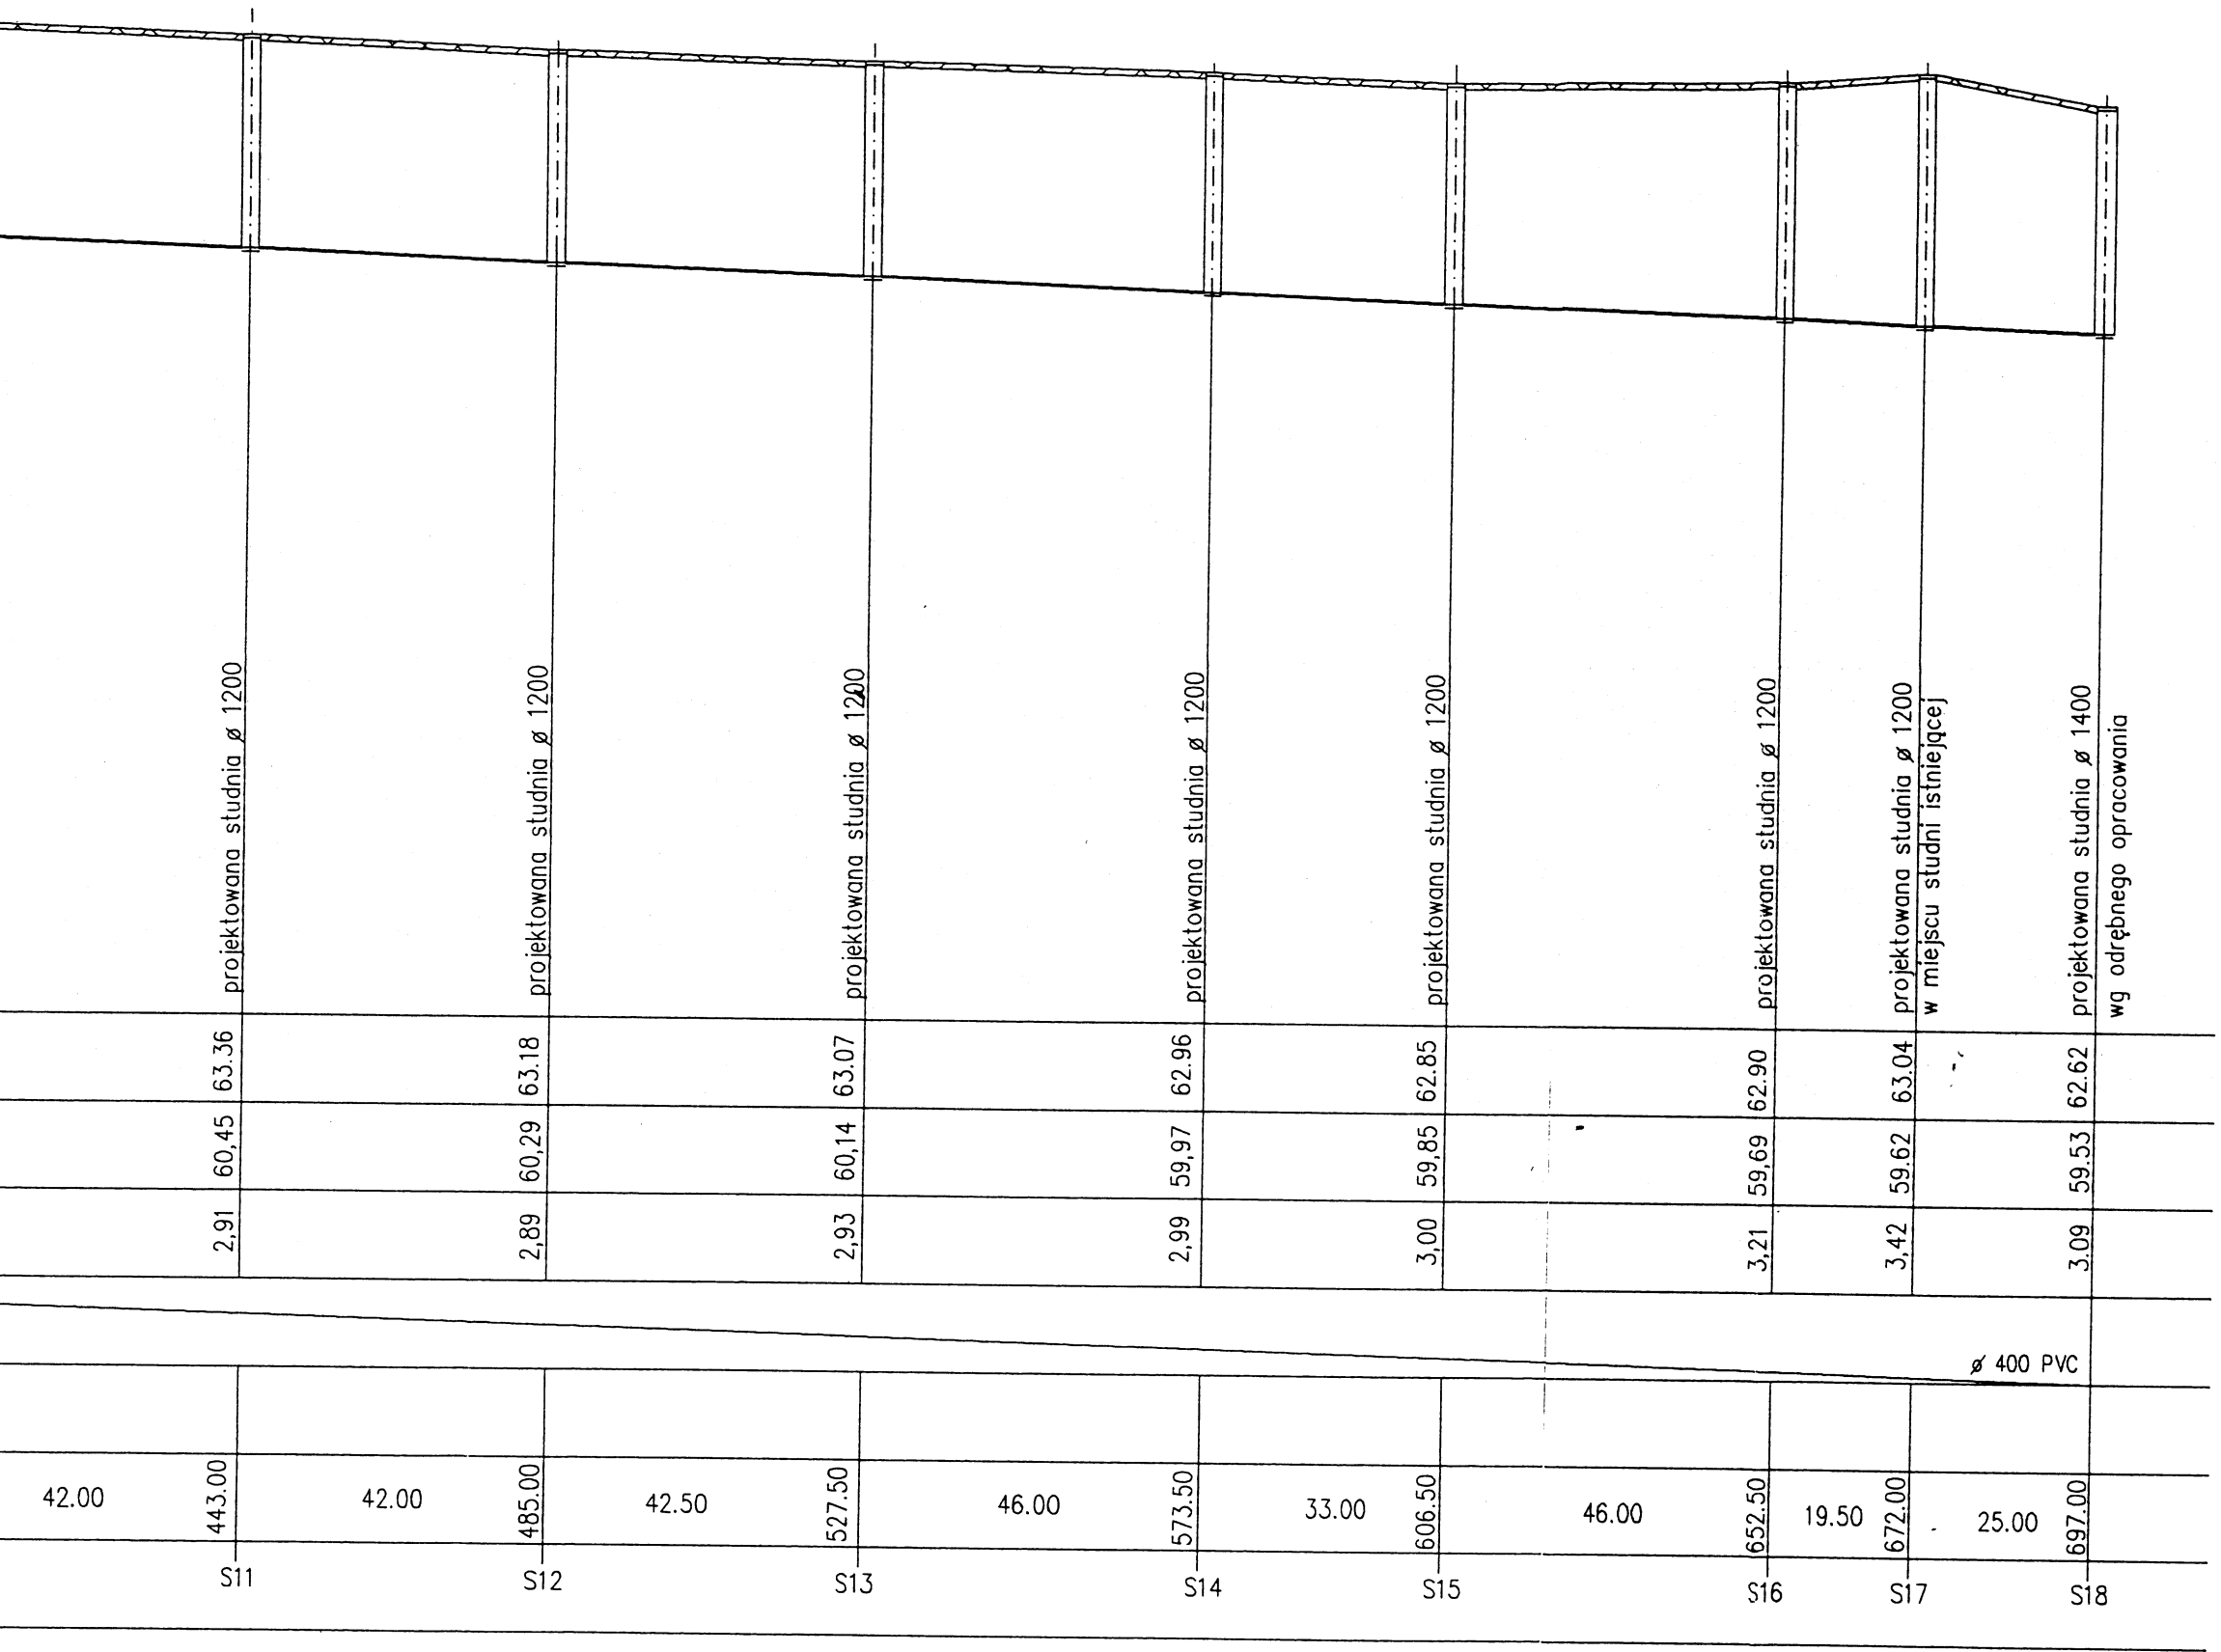 projektowana studnia ø 1200
projektowana studnia ø 1200
projektowana studnia ø 1200
projektowana studnia ø 1200
projektowana studnia ø 1200
projektowana studnia ø 1200
projektowana studnia ø 1200
w miejscu studni istniejącej
projektowana studnia ø 1400
wg odrębnego opracowania
63.36 63.18 63.07 62.96 62.85 62.90 63.04 62.62
60,45 60,29 60,14 59,97 59,85 59,69 59.62 59.53
2,91 2,89 2,93 2,99 3,00 3,21 3,42 3.09
ø 400 PVC
42.00 443.00 42.00 485.00 42.50 527.50 46.00 573.50 33.00 606.50 46.00 652.50 19.50 672.00 25.00 697.00
S11 S12 S13 S14 S15 S16 S17 S18